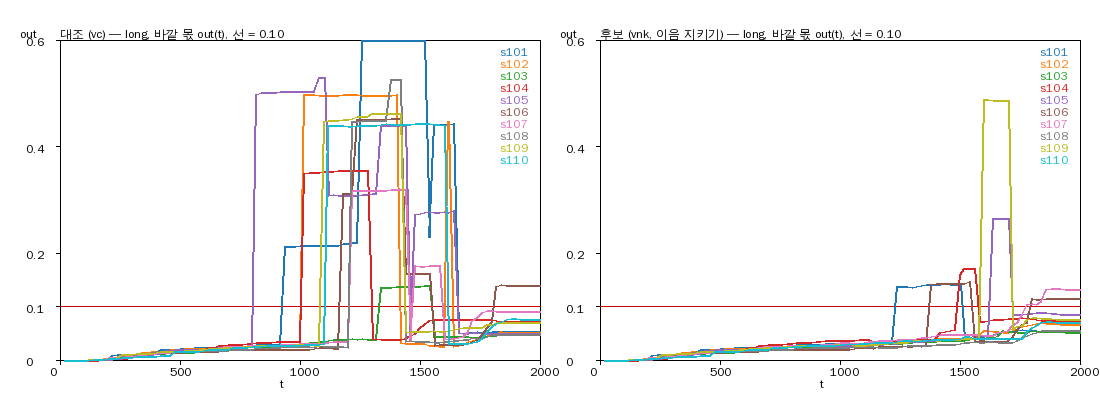 대조 (vc) — long, 바깥 몫 out(t), 선 = 0.10
out
0.6
0.4
0.2
0.1
0
0
500
1000
1500
2000
t
s101
s102
s103
s104
s105
s106
s107
s108
s109
s110
후보 (vnk, 이음 지키기) — long, 바깥 몫 out(t), 선 = 0.10
out
0.6
0.4
0.2
0.1
0
0
500
1000
1500
2000
t
s101
s102
s103
s104
s105
s106
s107
s108
s109
s110